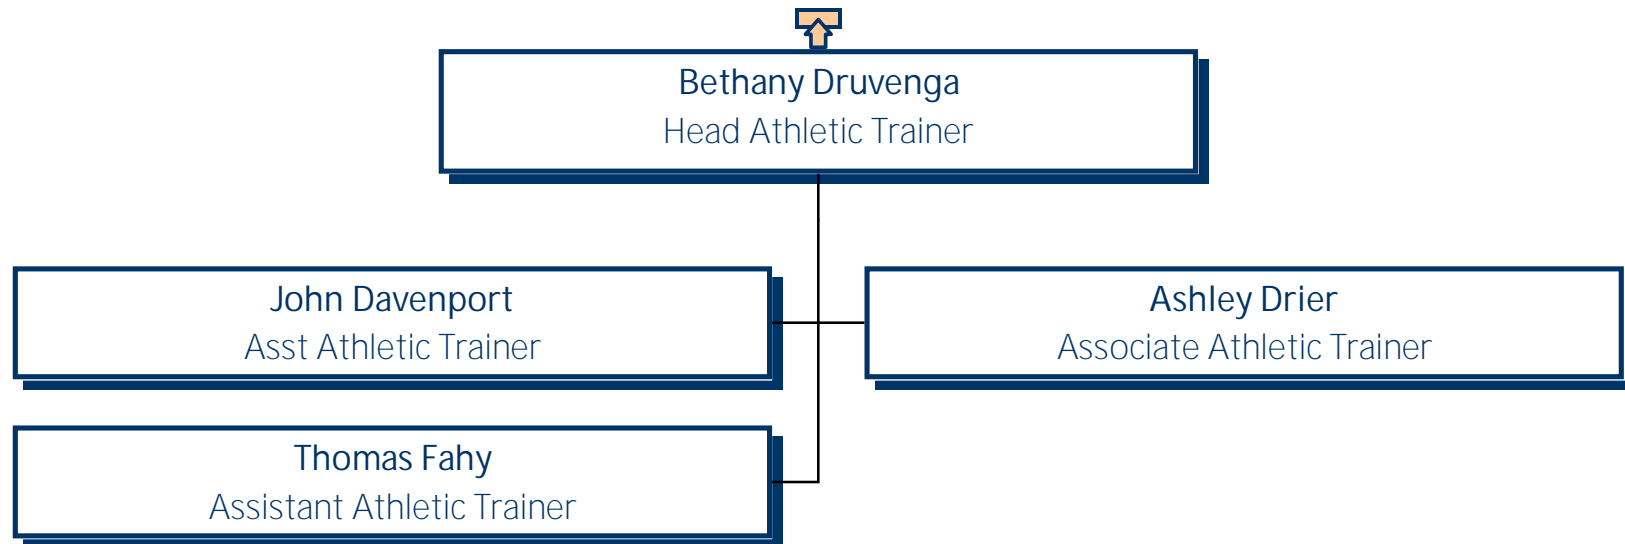 Bethany Druvenga
Head Athletic Trainer
John Davenport
Asst Athletic Trainer
Ashley Drier
Associate Athletic Trainer
Thomas Fahy
Assistant Athletic Trainer